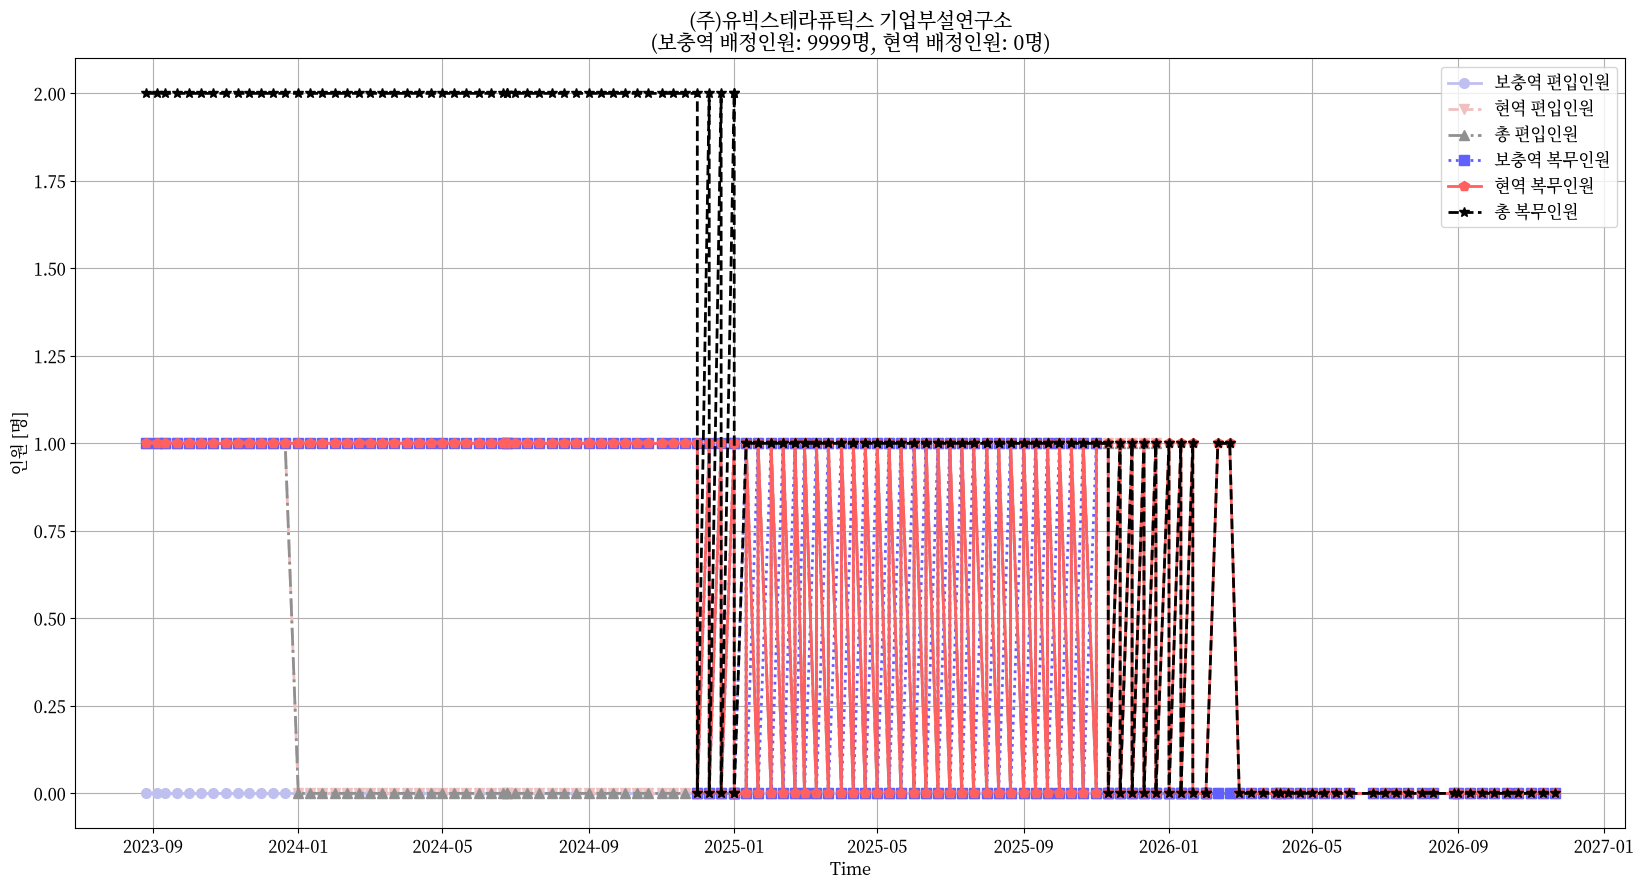 (주)유빅스테라퓨틱스 기업부설연구소
(보충역 배정인원: 9999명, 현역 배정인원: 0명)
보충역 편입인원
현역 편입인원
총 편입인원
보충역 복무인원
현역 복무인원
총 복무인원
인원 [명]
2.00
1.75
1.50
1.25
1.00
0.75
0.50
0.25
0.00
2023-09 2024-01 2024-05 2024-09 2025-01 2025-05 2025-09 2026-01 2026-05 2026-09 2027-01
Time